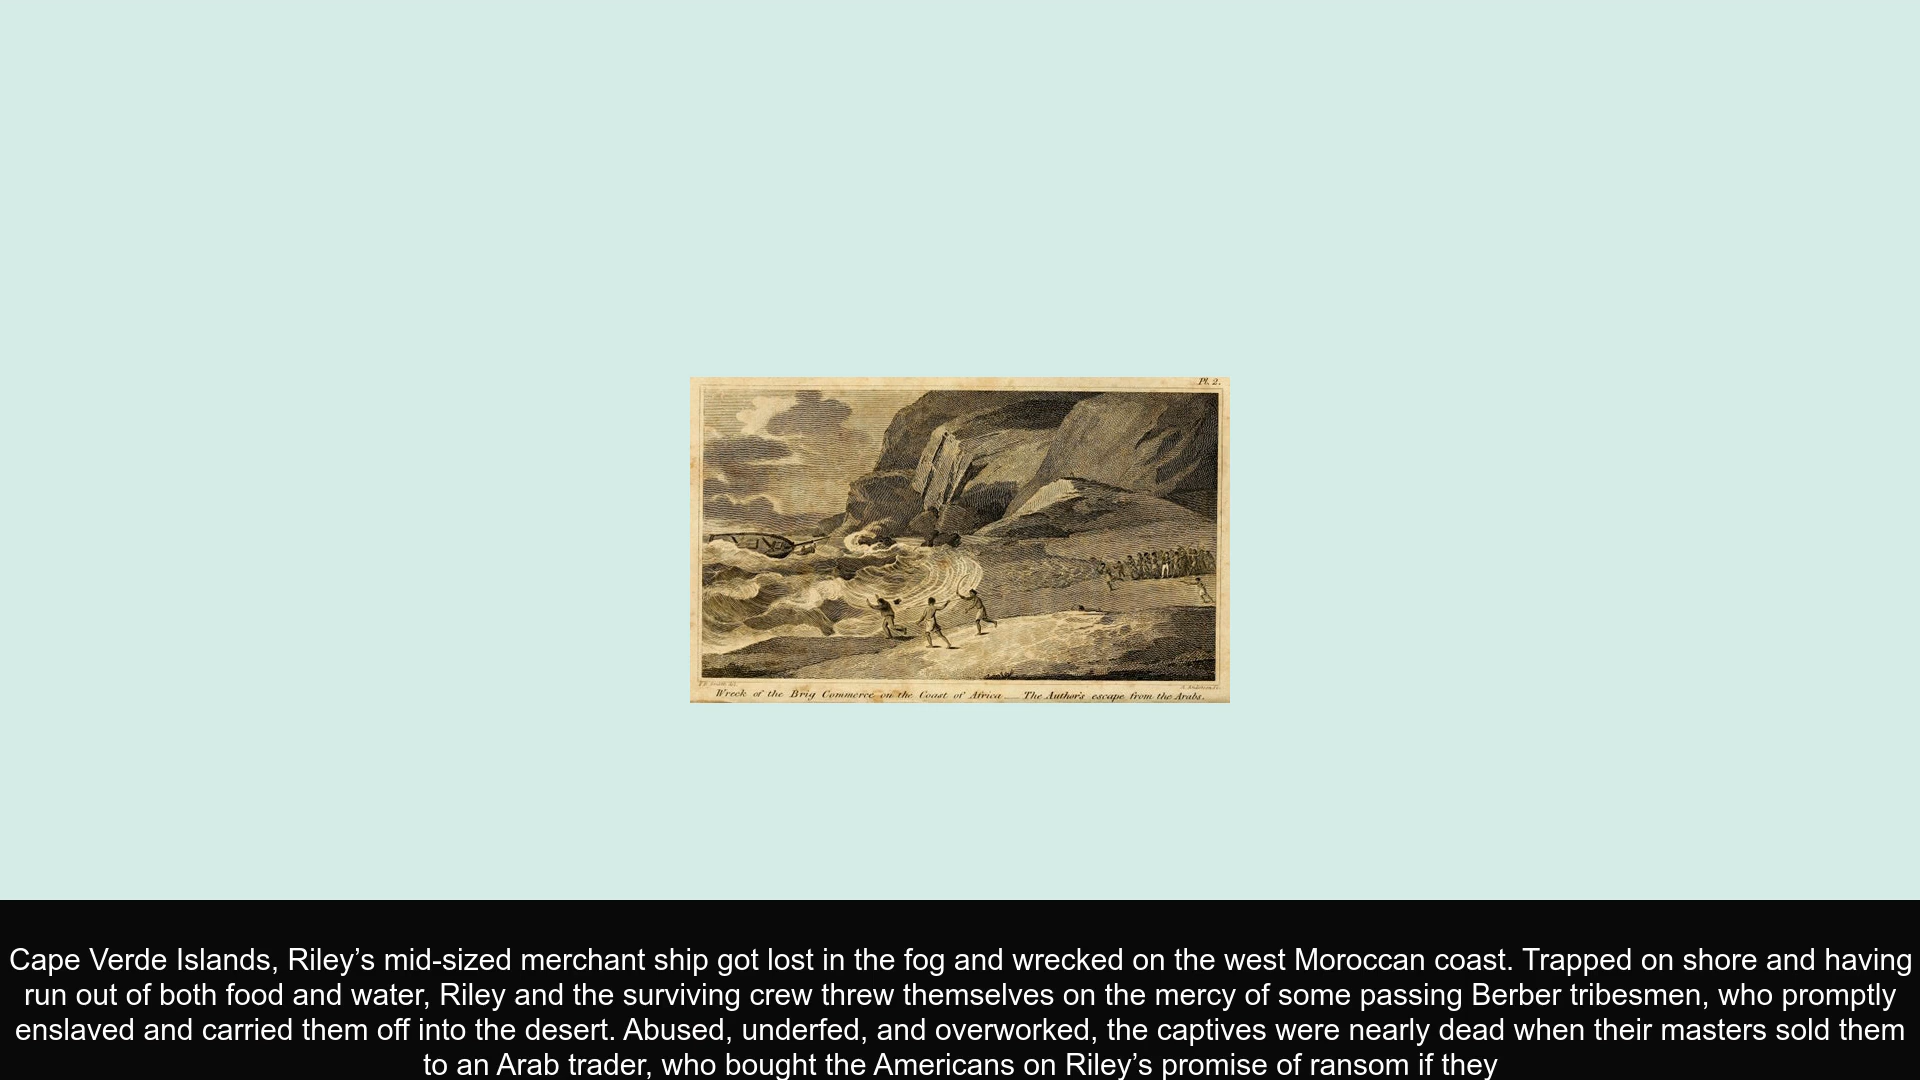 Pl. 2.
Wreck of the Brig Commerce on the Coast of Africa — The Author's escape from the Arabs.
Cape Verde Islands, Riley’s mid-sized merchant ship got lost in the fog and wrecked on the west Moroccan coast. Trapped on shore and having
run out of both food and water, Riley and the surviving crew threw themselves on the mercy of some passing Berber tribesmen, who promptly
enslaved and carried them off into the desert. Abused, underfed, and overworked, the captives were nearly dead when their masters sold them
to an Arab trader, who bought the Americans on Riley’s promise of ransom if they